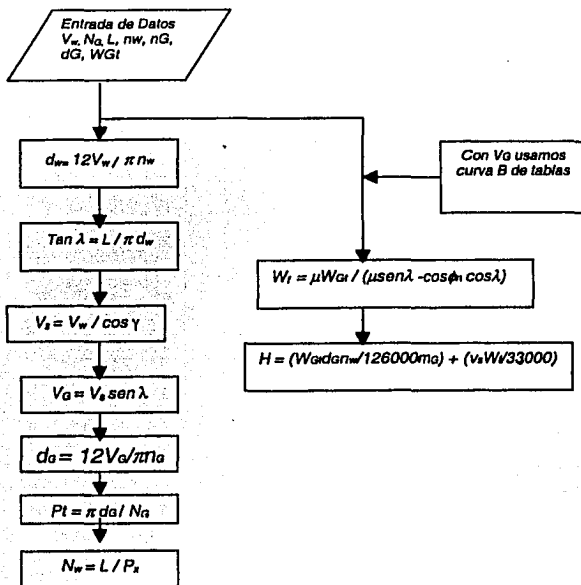 Entrada de Datos
Vw, NG, L, nw, nG,
dG, WGt
dw= 12Vw / π nw
Tan λ = L / π dw
Vs = Vw / cos γ
VG = Vs sen λ
dG = 12VG/πnG
Pt = π dG / NG
Nw = L / Px
Con VG usamos
curva B de tablas
Wf = μWGt / (μsenλ -cosϕn cosλ)
H = (WGtdGnw/126000mG) + (vsWf/33000)